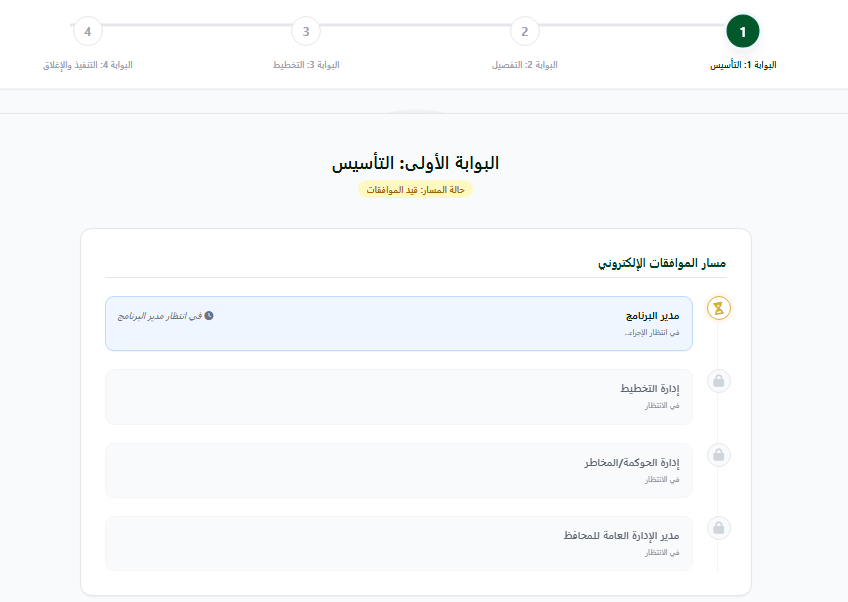 1
2
3
4
البوابة 1: التأسيس
البوابة 2: التفصيل
البوابة 3: التخطيط
البوابة 4: التنفيذ والإغلاق
البوابة الأولى: التأسيس
حالة المسار: قيد الموافقات
مسار الموافقات الإلكتروني
مدير البرنامج
في انتظار الإجراء...
في انتظار مدير البرنامج
إدارة التخطيط
في الانتظار
إدارة الحوكمة/المخاطر
في الانتظار
مدير الإدارة العامة للمحافظ
في الانتظار